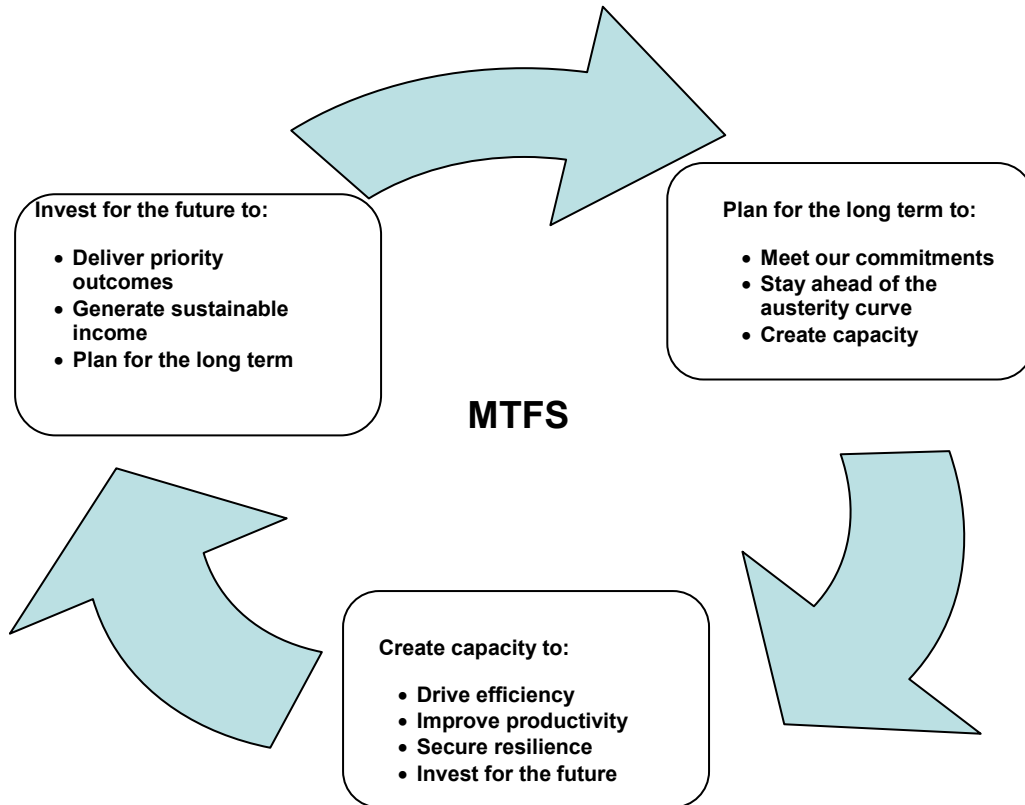 Invest for the future to:
• Deliver priority
outcomes
• Generate sustainable
income
• Plan for the long term
Plan for the long term to:
• Meet our commitments
• Stay ahead of the
austerity curve
• Create capacity
MTFS
Create capacity to:
• Drive efficiency
• Improve productivity
• Secure resilience
• Invest for the future